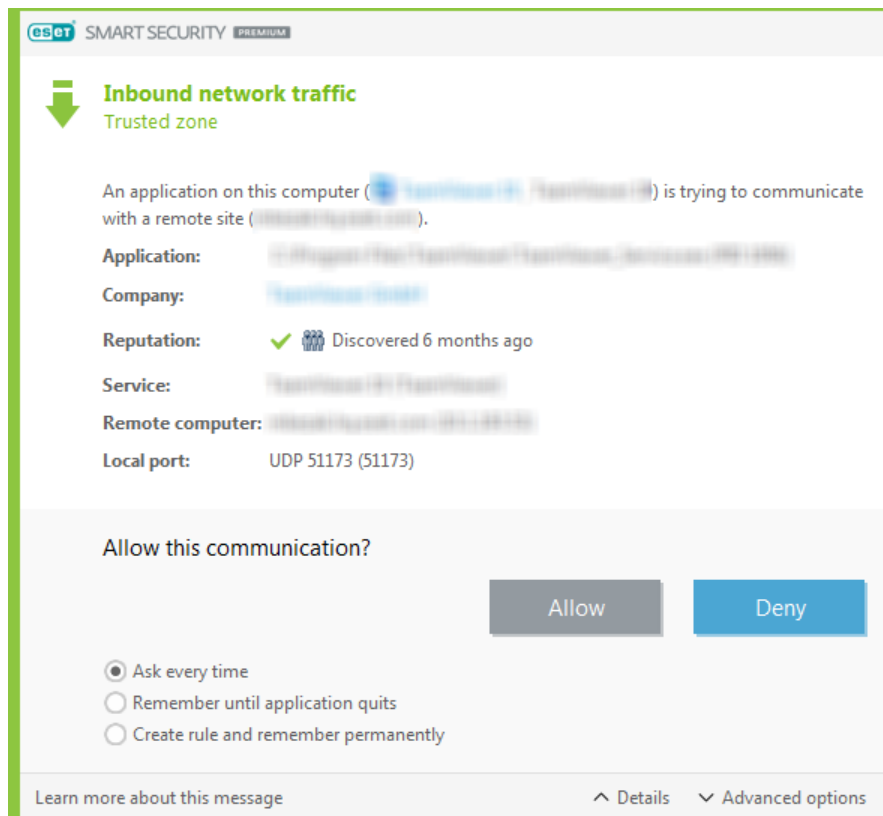 eset SMART SECURITY PREMIUM
Inbound network traffic
Trusted zone
An application on this computer ( ) is trying to communicate
with a remote site ( ).
Application:
Company:
Reputation: Discovered 6 months ago
Service:
Remote computer:
Local port: UDP 51173 (51173)
Allow this communication?
Allow Deny
Ask every time
Remember until application quits
Create rule and remember permanently
Learn more about this message Details Advanced options